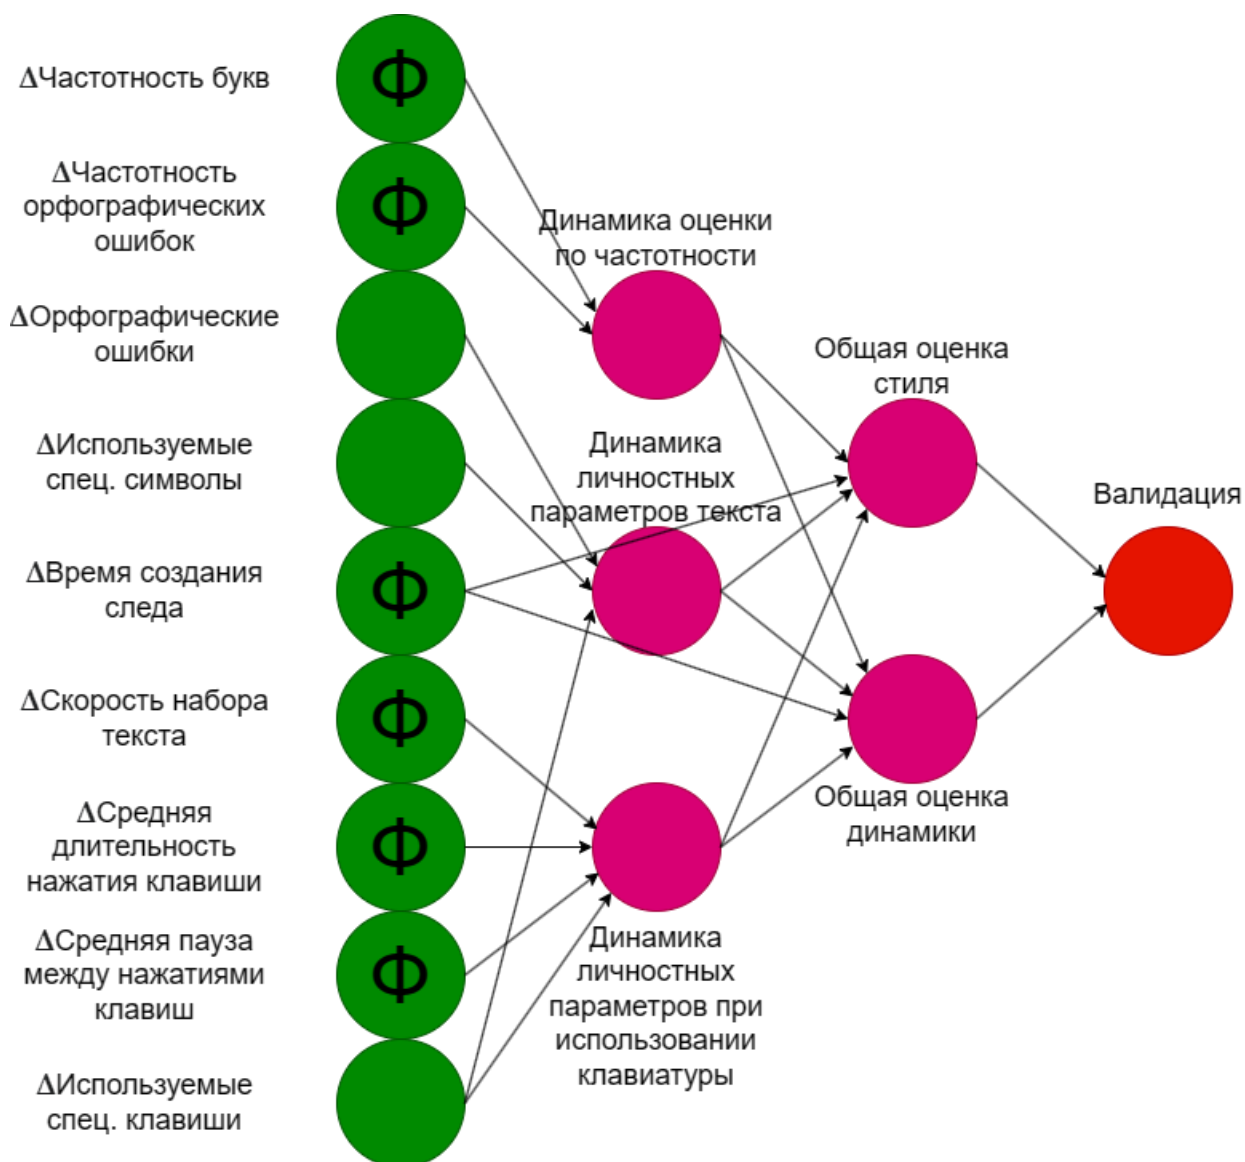 ΔЧастотность букв
Ф
ΔЧастотность
орфографических
ошибок
Ф
ΔОрфографические
ошибки
ΔИспользуемые
спец. символы
ΔВремя создания
следа
Ф
ΔСкорость набора
текста
Ф
ΔСредняя
длительность
нажатия клавиши
Ф
ΔСредняя пауза
между нажатиями
клавиш
Ф
ΔИспользуемые
спец. клавиши
Динамика оценки
по частотности
Динамика
личностных
параметров текста
Динамика
личностных
параметров при
использовании
клавиатуры
Общая оценка
стиля
Общая оценка
динамики
Валидация